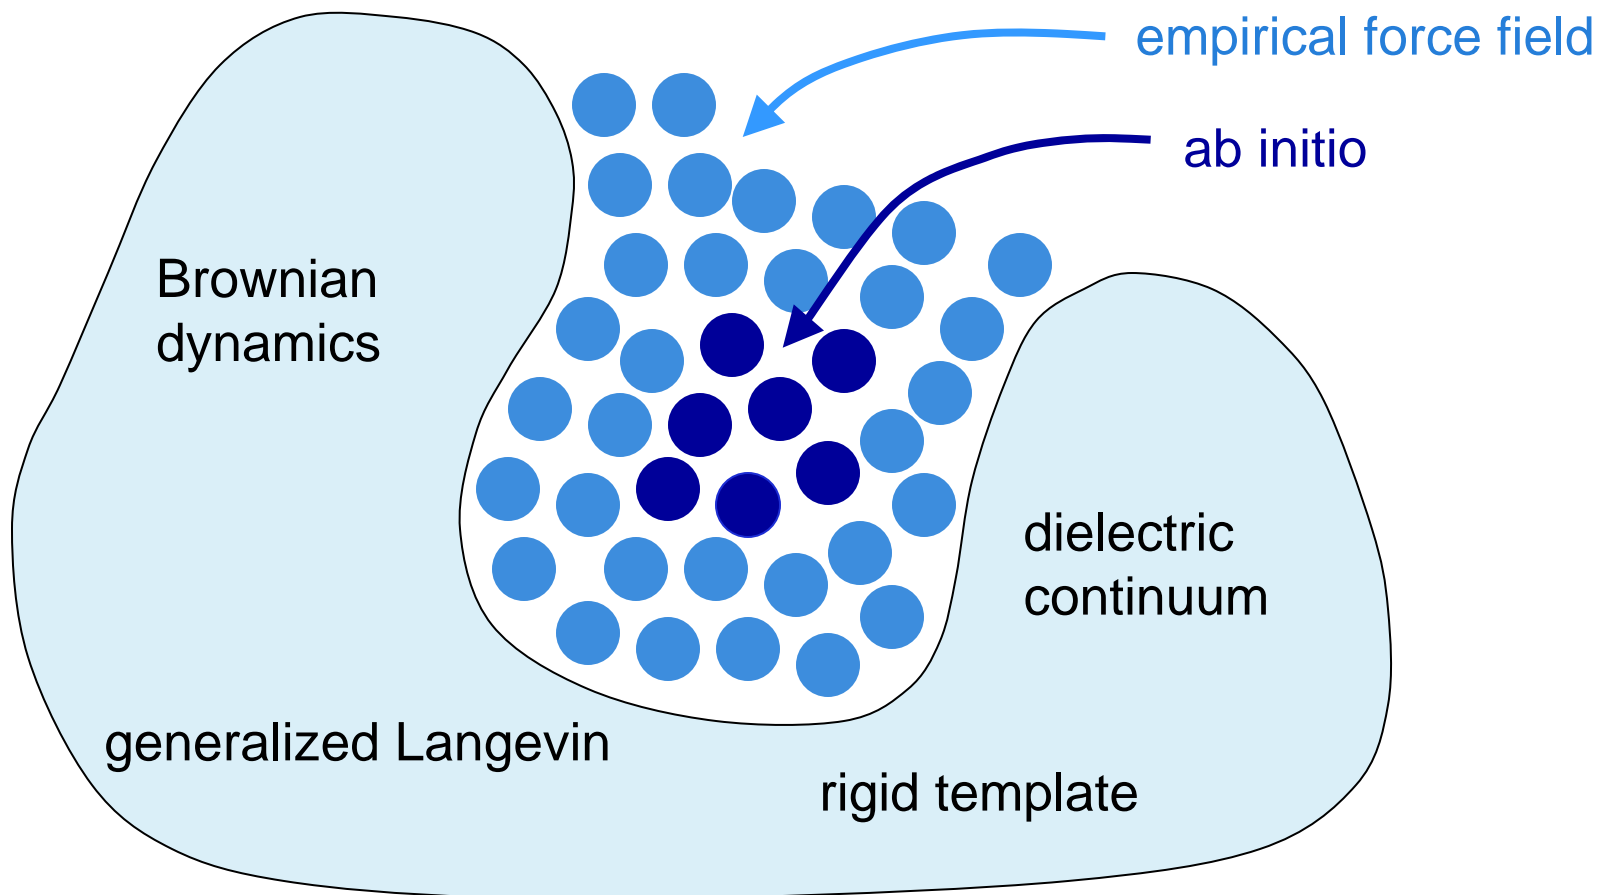 empirical force field
ab initio
Brownian
dynamics
dielectric
continuum
generalized Langevin
rigid template